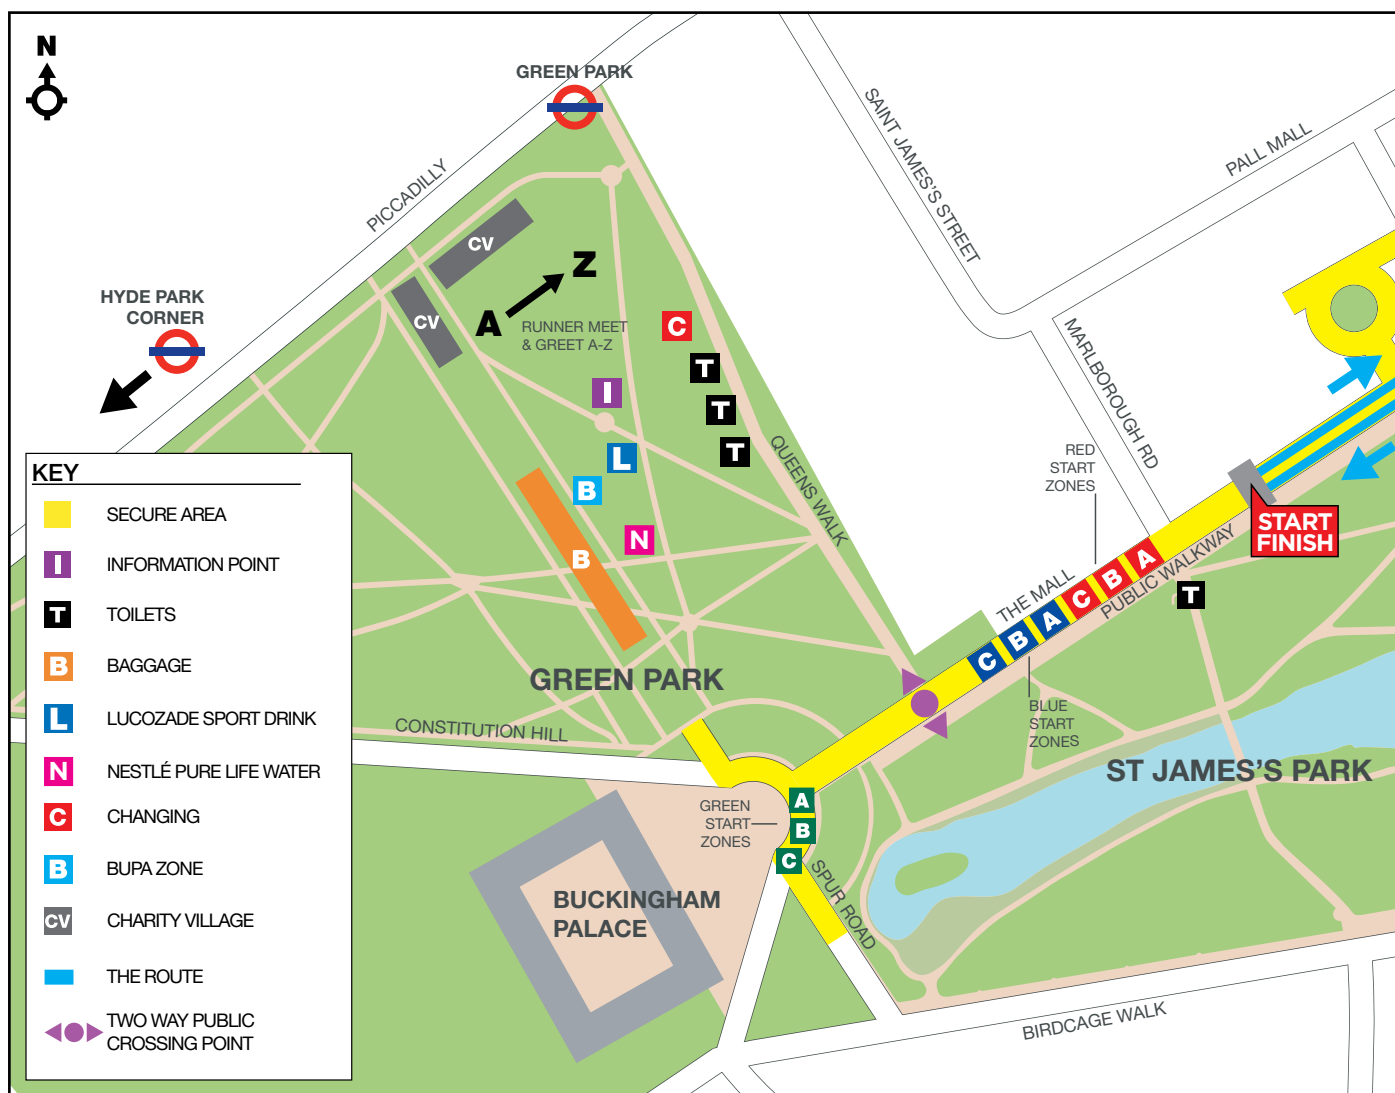 N
GREEN PARK
PICCADILLY
SAINT JAMES'S STREET
PALL MALL
CV
Z
HYDE PARK
CORNER
CV
A
RUNNER MEET
& GREET A-Z
C
MARLBOROUGH RD
T
I
T
T
QUEENS WALK
L
B
RED
START
ZONES
START
FINISH
N
B
THE MALL
PUBLIC WALKWAY
C
B
A
C
B
A
T
GREEN PARK
BLUE
START
ZONES
CONSTITUTION HILL
ST JAMES'S PARK
GREEN
START
ZONES
A
B
C
SPUR ROAD
BUCKINGHAM
PALACE
BIRDCAGE WALK
KEY
SECURE AREA
I
INFORMATION POINT
T
TOILETS
B
BAGGAGE
L
LUCOZADE SPORT DRINK
N
NESTLÉ PURE LIFE WATER
C
CHANGING
B
BUPA ZONE
CV
CHARITY VILLAGE
THE ROUTE
TWO WAY PUBLIC
CROSSING POINT